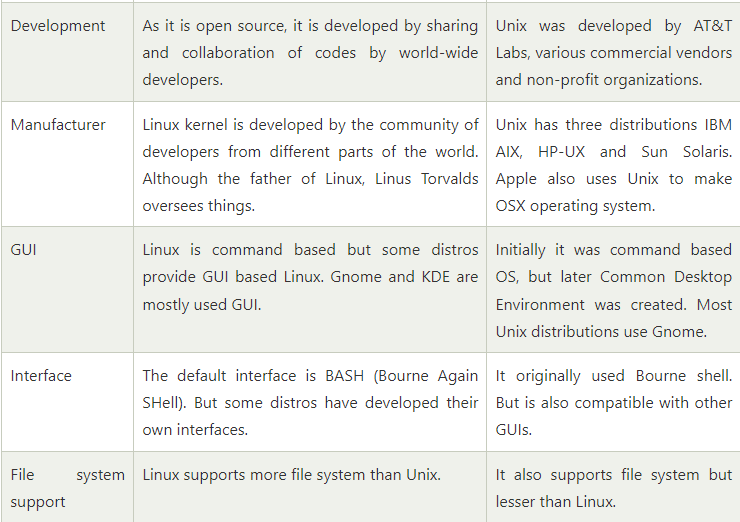 Development
As it is open source, it is developed by sharing
and collaboration of codes by world-wide
developers.
Unix was developed by AT&T
Labs, various commercial vendors
and non-profit organizations.
Manufacturer
Linux kernel is developed by the community of
developers from different parts of the world.
Although the father of Linux, Linus Torvalds
oversees things.
Unix has three distributions IBM
AIX, HP-UX and Sun Solaris.
Apple also uses Unix to make
OSX operating system.
GUI
Linux is command based but some distros
provide GUI based Linux. Gnome and KDE are
mostly used GUI.
Initially it was command based
OS, but later Common Desktop
Environment was created. Most
Unix distributions use Gnome.
Interface
The default interface is BASH (Bourne Again
SHell). But some distros have developed their
own interfaces.
It originally used Bourne shell.
But is also compatible with other
GUIs.
File system
support
Linux supports more file system than Unix.
It also supports file system but
lesser than Linux.